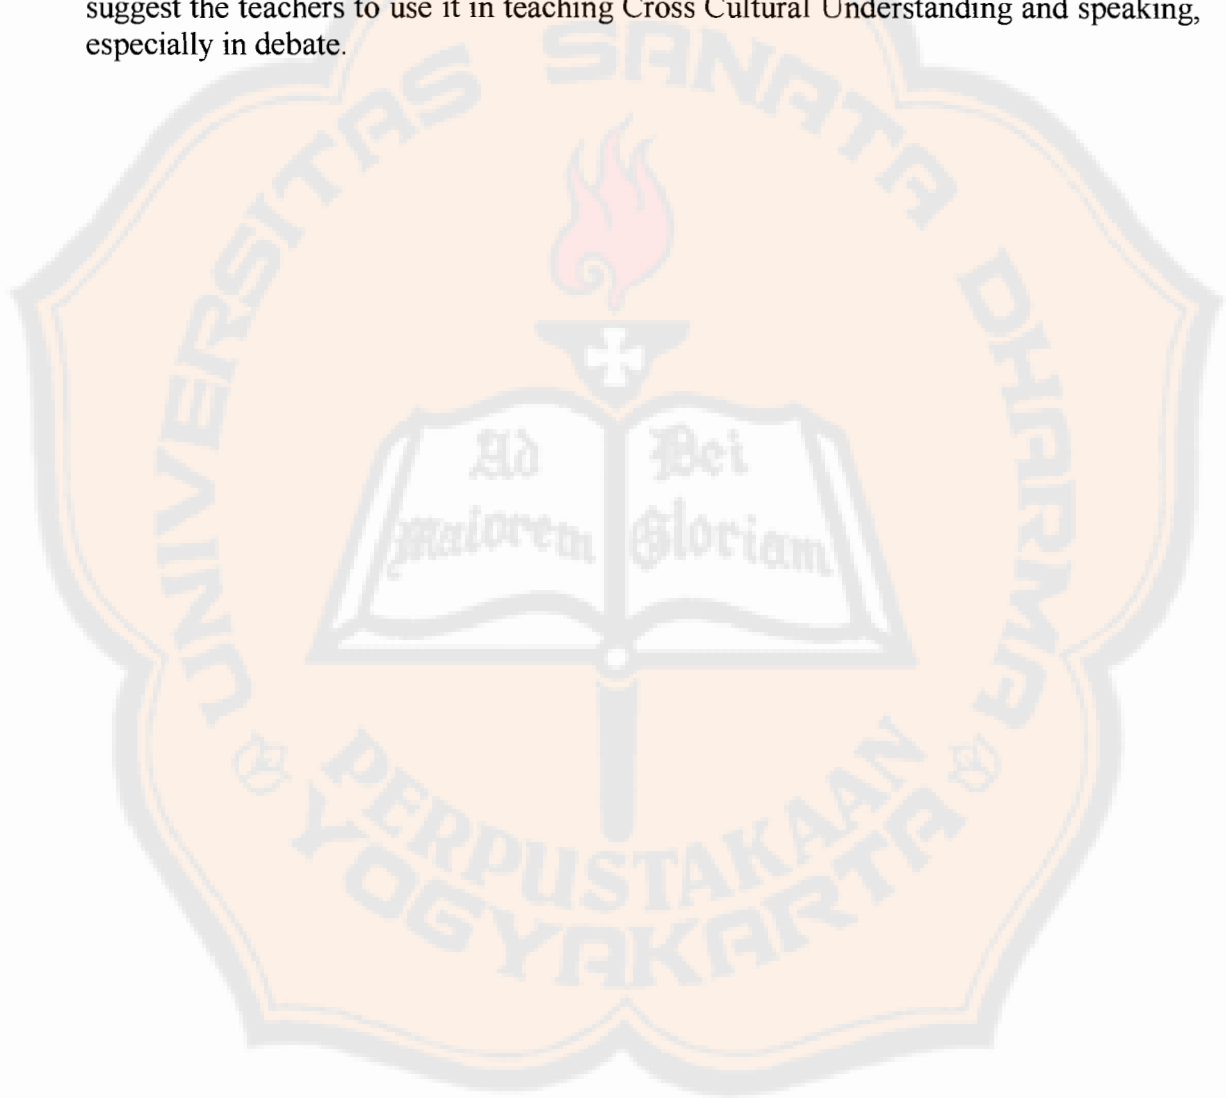 suggest the teachers to use it in teaching Cross Cultural Understanding and speaking,
especially in debate.
UNIVERSITAS SANATA DHARMA
Ad Dei
maiorem Gloriam
PERPUSTAKAAN
YOGYAKARTA